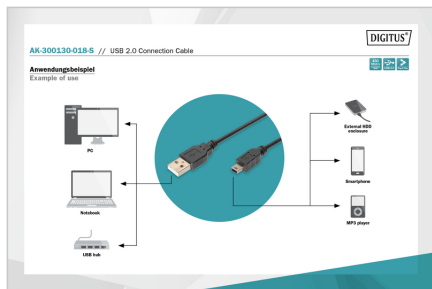 DIGITUS®
AK-300130-018-S // USB 2.0 Connection Cable
Anwendungsbeispiel
Example of use
PC
Notebook
USB hub
External HDD
enclosure
Smartphone
MP3 player